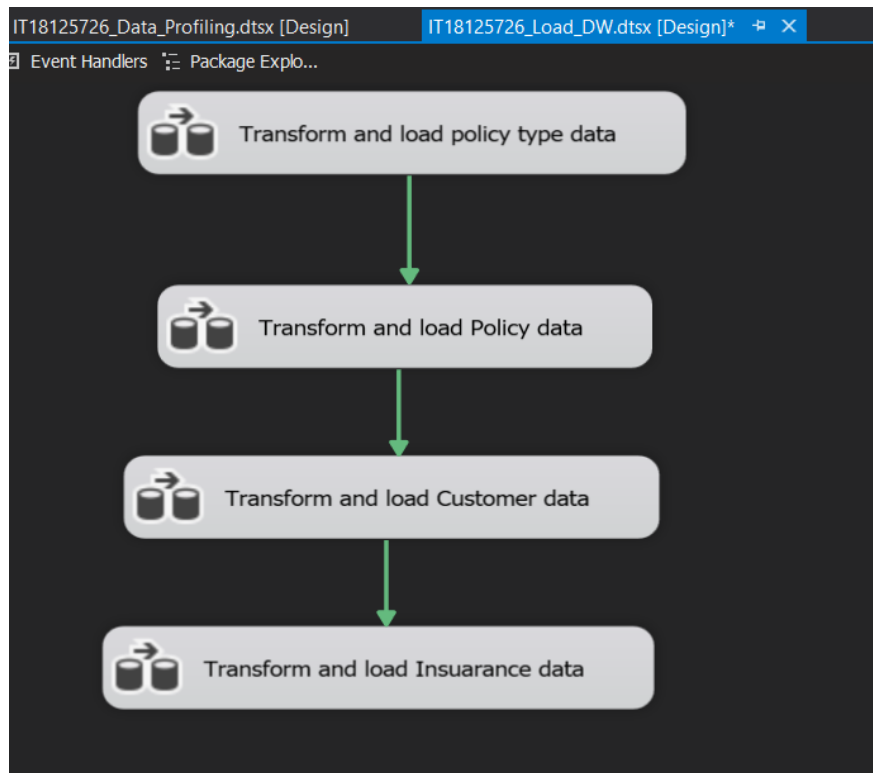 IT18125726_Data_Profiling.dtsx [Design] IT18125726_Load_DW.dtsx [Design]*
Event Handlers Package Explo...
Transform and load policy type data
Transform and load Policy data
Transform and load Customer data
Transform and load Insuarance data